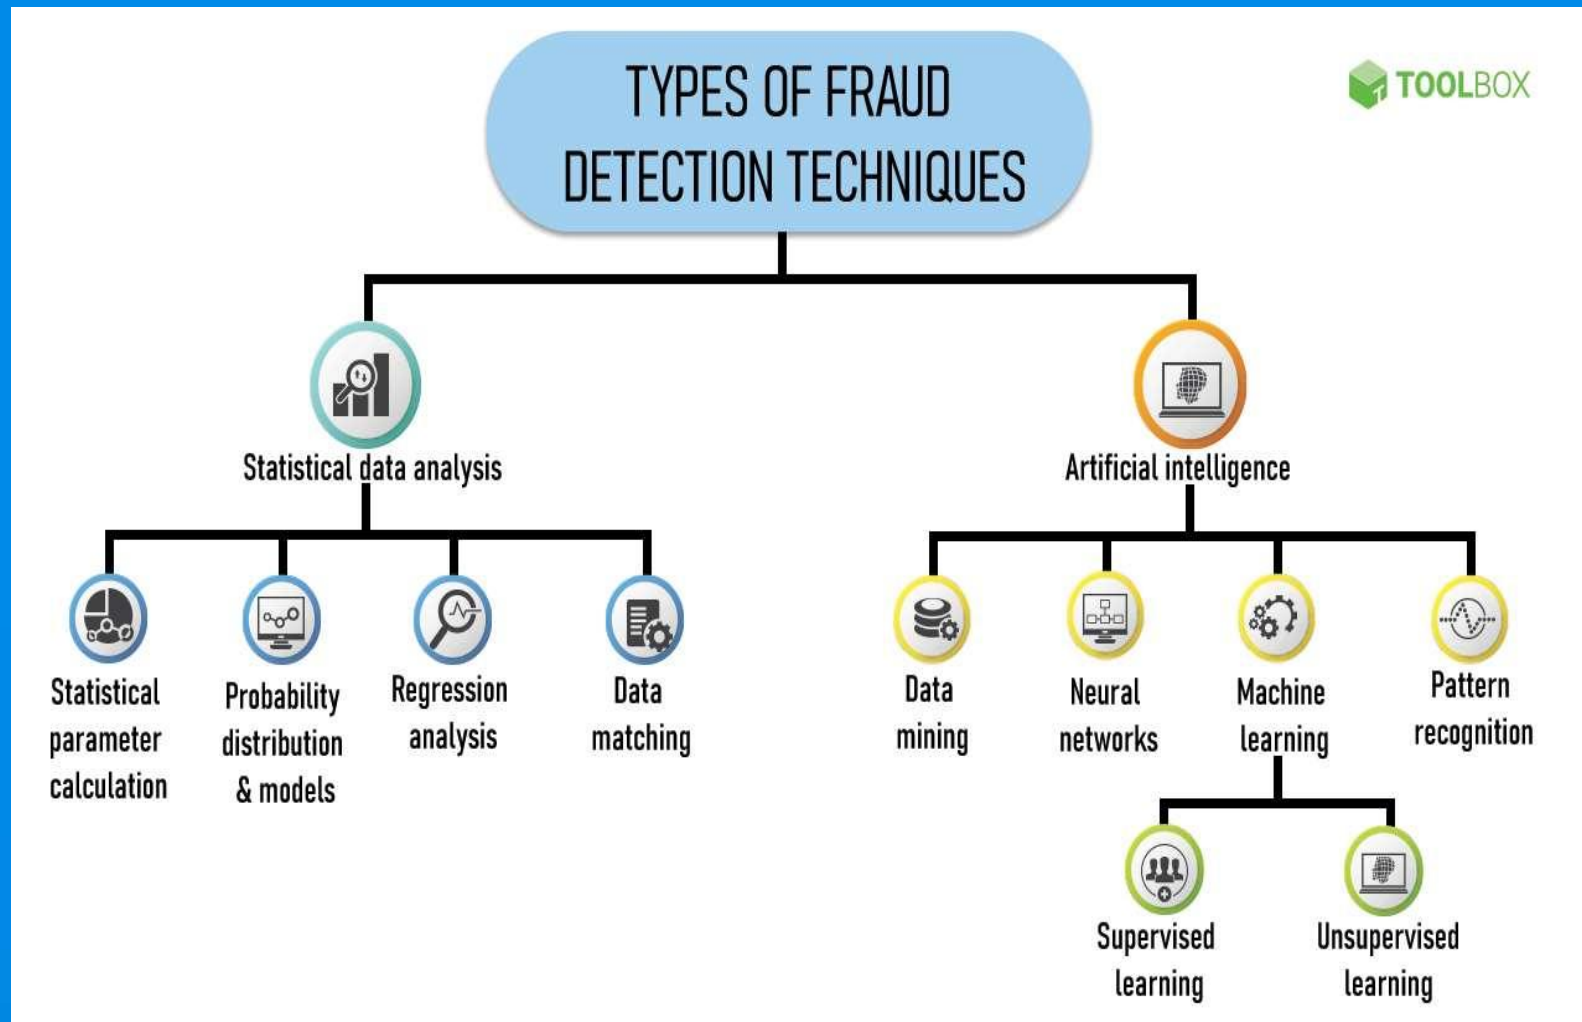 TYPES OF FRAUD
DETECTION TECHNIQUES
TOOLBOX
Statistical data analysis
Artificial intelligence
Statistical
parameter
calculation
Probability
distribution
& models
Regression
analysis
Data
matching
Data
mining
Neural
networks
Machine
learning
Pattern
recognition
Supervised
learning
Unsupervised
learning